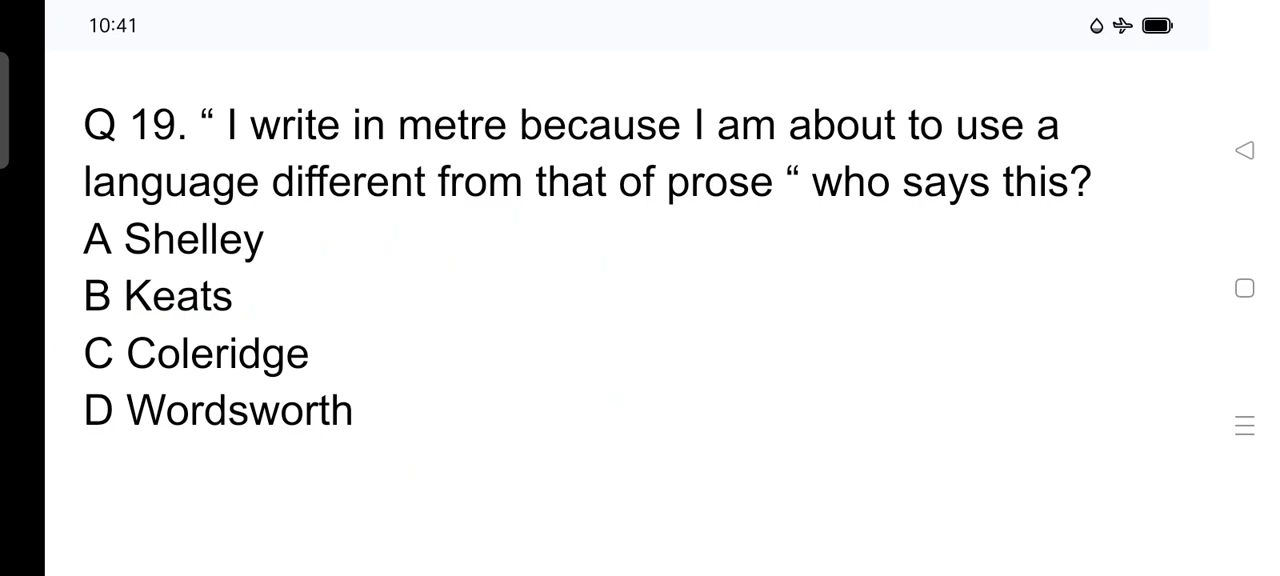 10:41
Q 19. “ I write in metre because I am about to use a
language different from that of prose “ who says this?
A Shelley
B Keats
C Coleridge
D Wordsworth